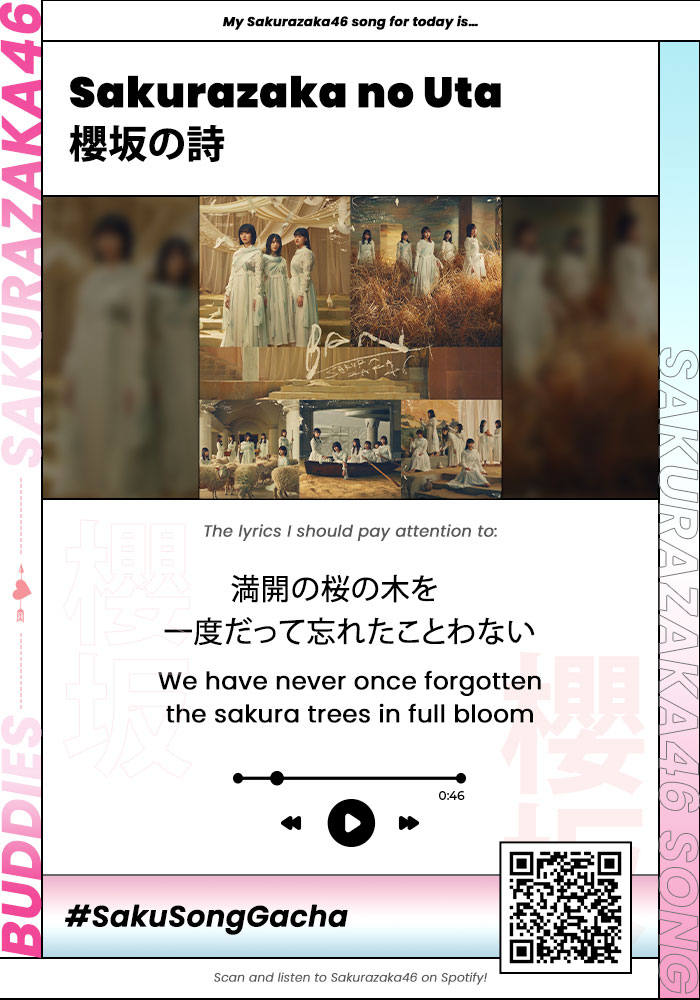 My Sakurazaka46 song for today is...
Sakurazaka no Uta
櫻坂の詩
BAN
SAKURAZAKA46
The lyrics I should pay attention to:
満開の桜の木を
一度だって忘れたことわない
We have never once forgotten
the sakura trees in full bloom
0:46
#SakuSongGacha
Scan and listen to Sakurazaka46 on Spotify!
SAKURAZAKA46
BUDDIES
SAKURAZAKA46 SONG
櫻坂
櫻坂